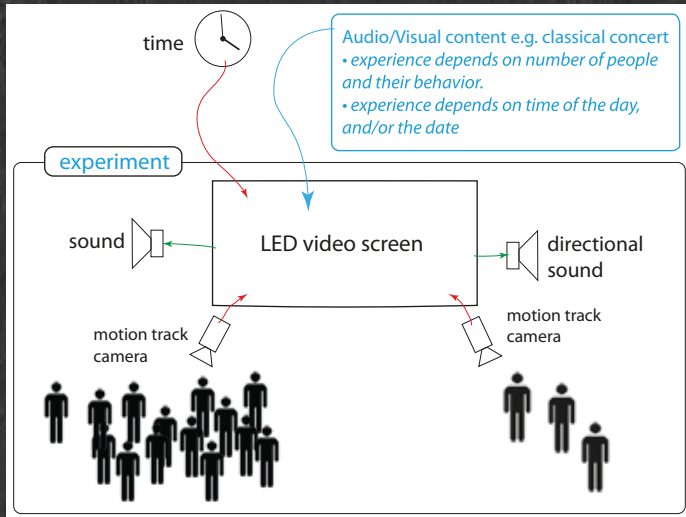 time
Audio/Visual content e.g. classical concert
• experience depends on number of people
and their behavior.
• experience depends on time of the day,
and/or the date
experiment
sound
LED video screen
directional
sound
motion track
camera
motion track
camera